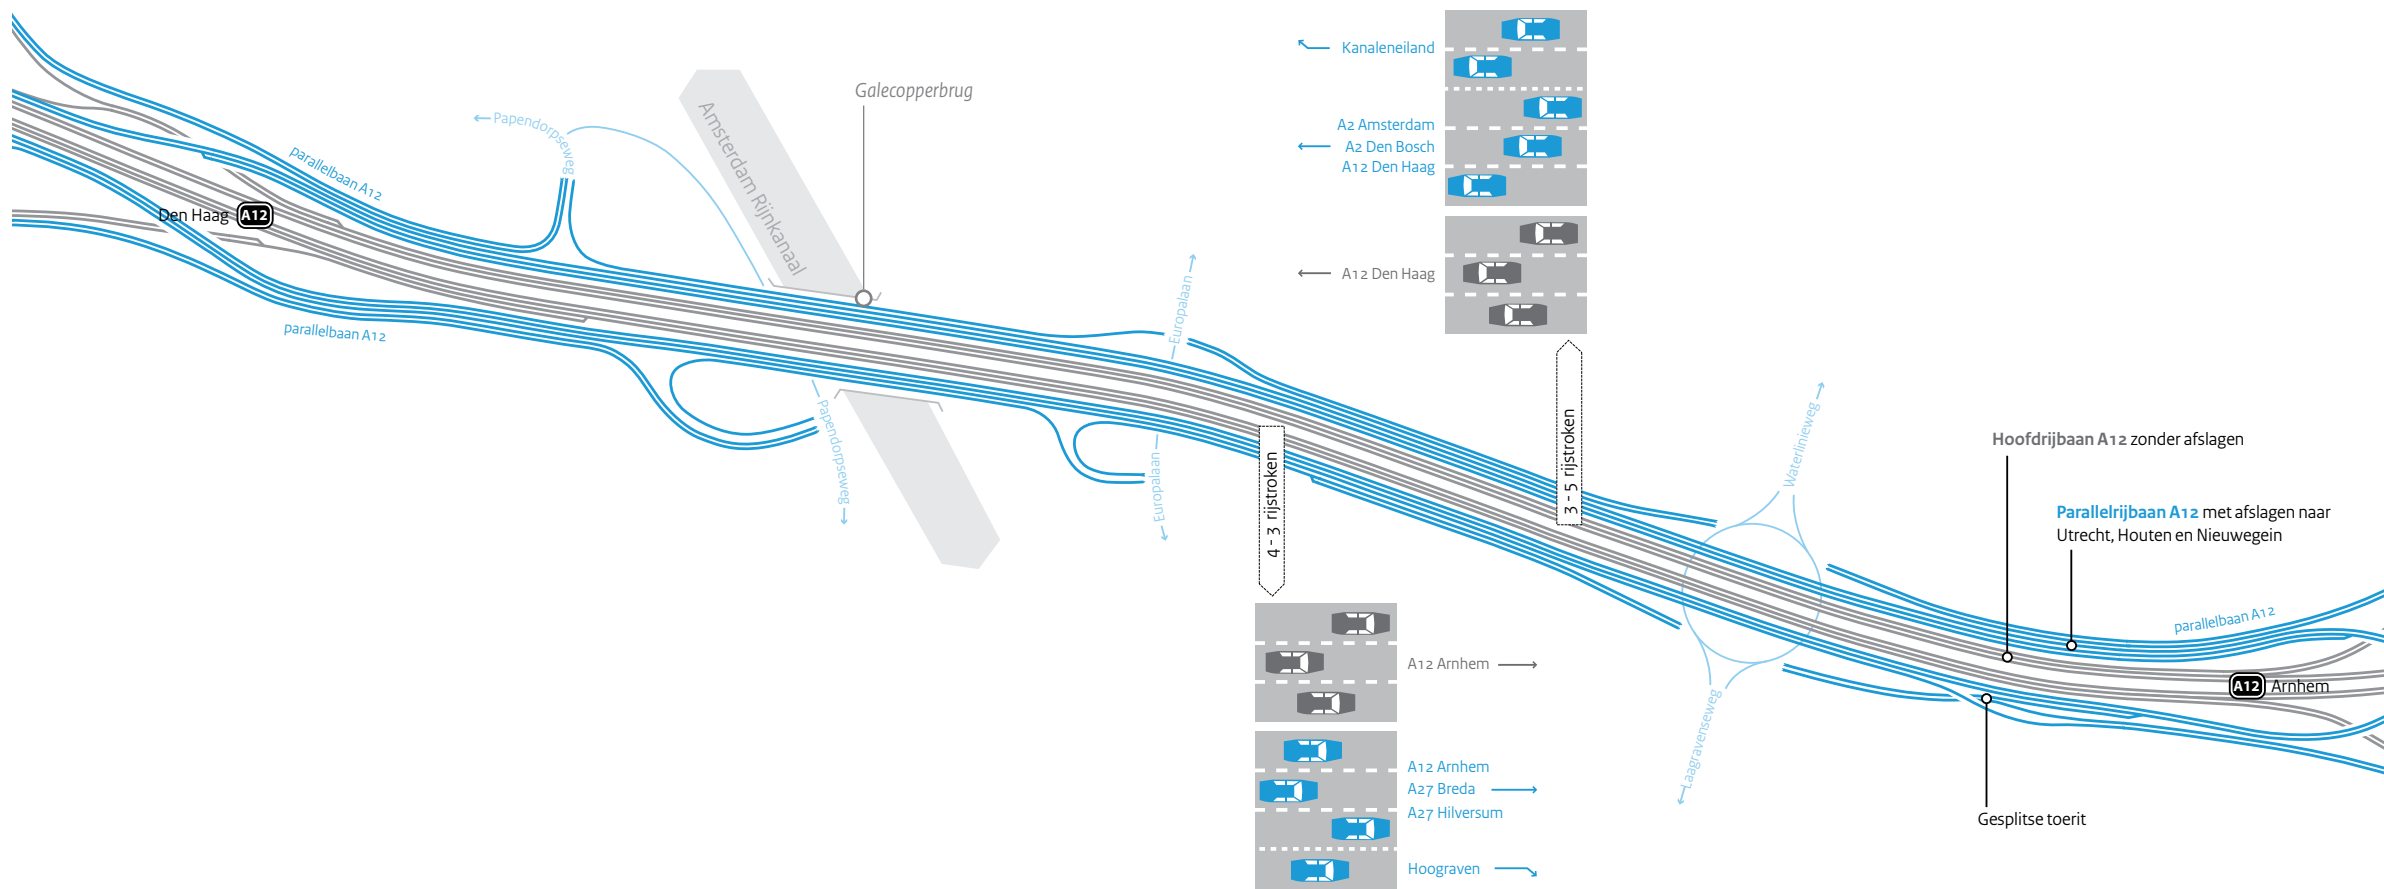 Kanaleneiland
A2 Amsterdam
A2 Den Bosch
A12 Den Haag
A12 Den Haag
Galecopperbrug
← Papendorpseweg
Amsterdam Rijnkanaal
parallelbaan A12
Den Haag A12
parallelbaan A12
Europalaan →
Papendorpseweg →
← Europalaan →
4 - 3 rijstroken
3 - 5 rijstroken
Waterlinieweg →
← Laagravenseweg
Hoofdrijbaan A12 zonder afslagen
Parallelrijbaan A12 met afslagen naar
Utrecht, Houten en Nieuwegein
parallelbaan A12
A12 Arnhem
Gesplitse toerit
A12 Arnhem
A12 Arnhem
A27 Breda
A27 Hilversum
Hoograven